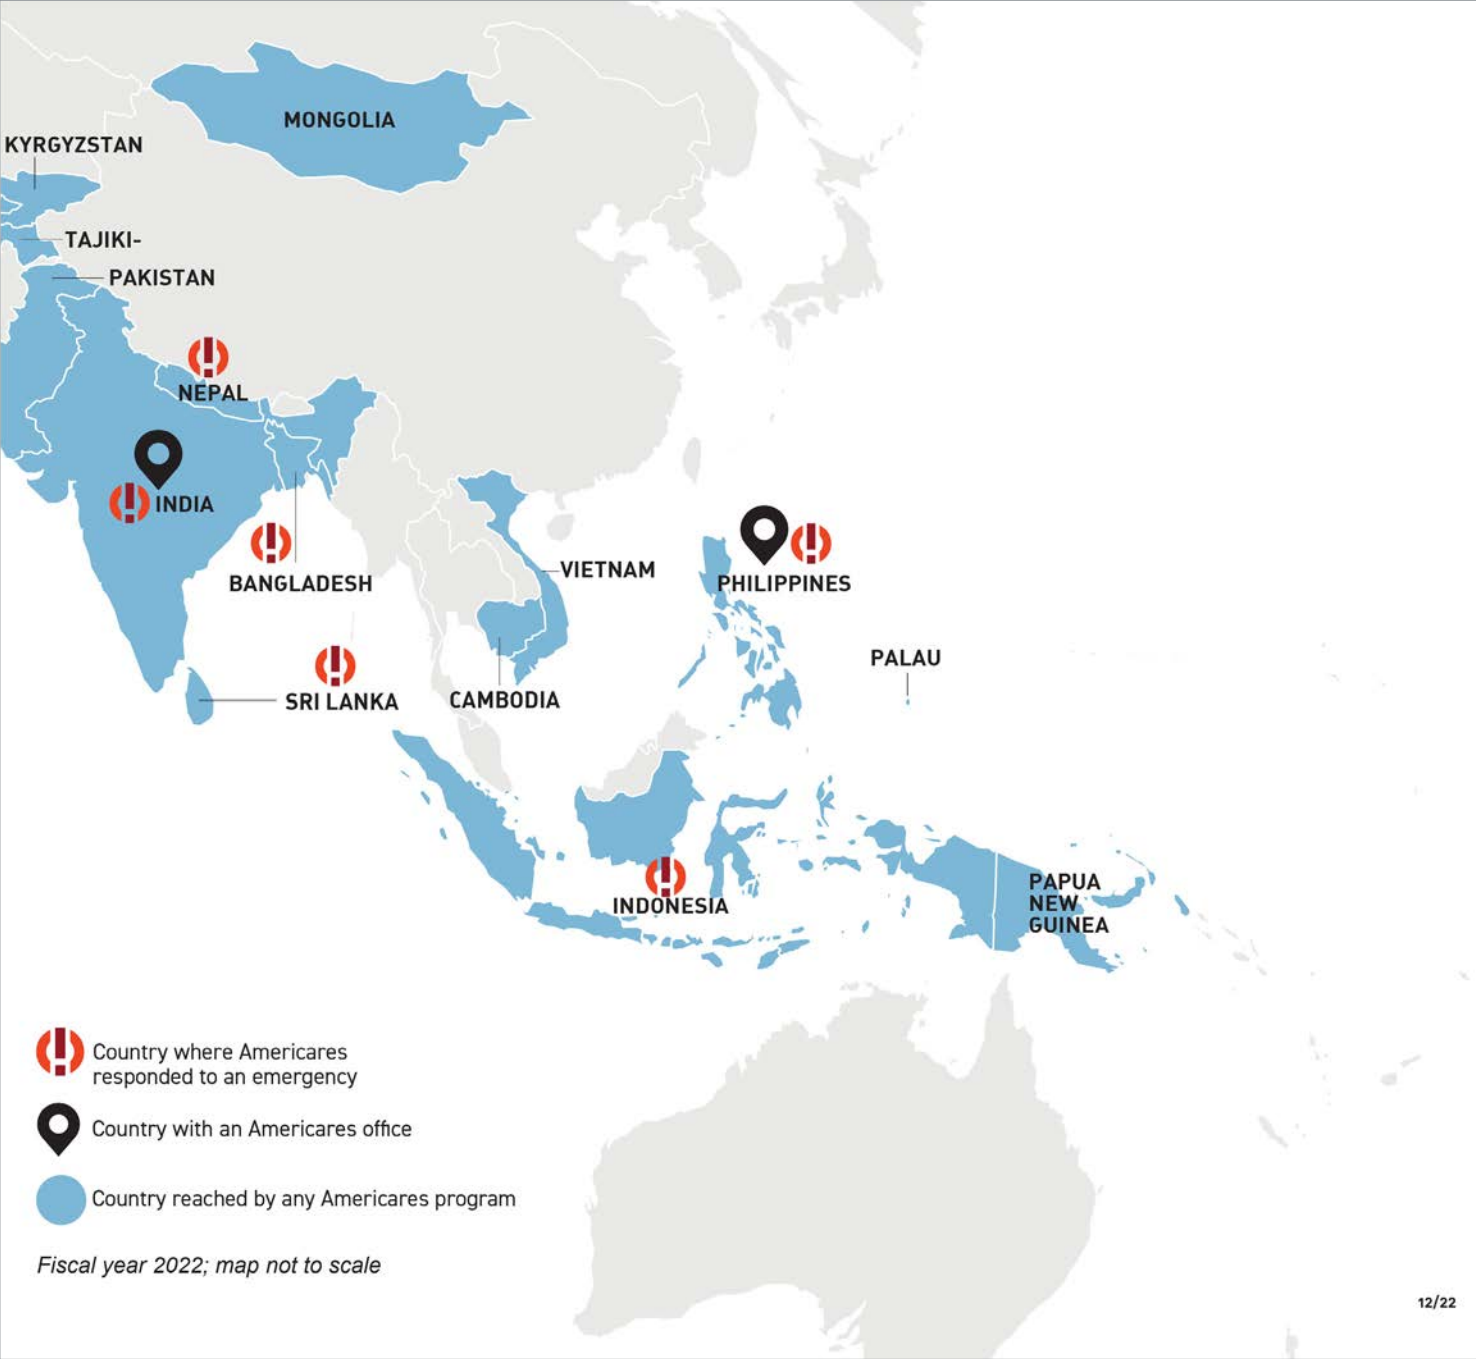 MONGOLIA
KYRGYZSTAN
TAJIKI-
PAKISTAN
NEPAL
INDIA
BANGLADESH
VIETNAM
PHILIPPINES
PALAU
SRI LANKA
CAMBODIA
INDONESIA
PAPUA
NEW
GUINEA
Country where Americares
responded to an emergency
Country with an Americares office
Country reached by any Americares program
Fiscal year 2022; map not to scale
12/22